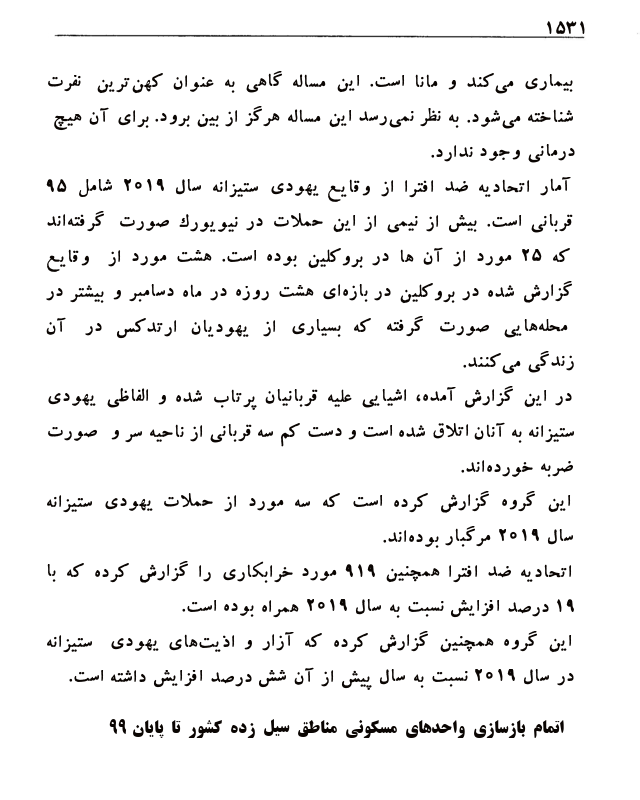 ۱۵۳۱
بیماری می‌کند و مانا است. این مساله گاهی به عنوان کهن‌ترین نفرت
شناخته می‌شود. به نظر نمی‌رسد این مساله هرگز از بین برود. برای آن هیچ
درمانی وجود ندارد.
آمار اتحادیه ضد افترا از وقایع یهودی ستیزانه سال ۲۰۱۹ شامل ۹۵
قربانی است. بیش از نیمی از این حملات در نیویورک صورت گرفته‌اند
که ۲۵ مورد از آن ها در بروکلین بوده است. هشت مورد از وقایع
گزارش شده در بروکلین در بازه‌ای هشت روزه در ماه دسامبر و بیشتر در
محله‌هایی صورت گرفته که بسیاری از یهودیان ارتدکس در آن
زندگی می‌کنند.
در این گزارش آمده، اشیایی علیه قربانیان پرتاب شده و الفاظی یهودی
ستیزانه به آنان اتلاق شده است و دست کم سه قربانی از ناحیه سر و صورت
ضربه خورده‌اند.
این گروه گزارش کرده است که سه مورد از حملات یهودی ستیزانه
سال ۲۰۱۹ مرگبار بوده‌اند.
اتحادیه ضد افترا همچنین ۹۱۹ مورد خرابکاری را گزارش کرده که با
۱۹ درصد افزایش نسبت به سال ۲۰۱۹ همراه بوده است.
این گروه همچنین گزارش کرده که آزار و اذیت‌های یهودی ستیزانه
در سال ۲۰۱۹ نسبت به سال پیش از آن شش درصد افزایش داشته است.
اتمام بازسازی واحدهای مسکونی مناطق سیل زده کشور تا پایان ۹۹